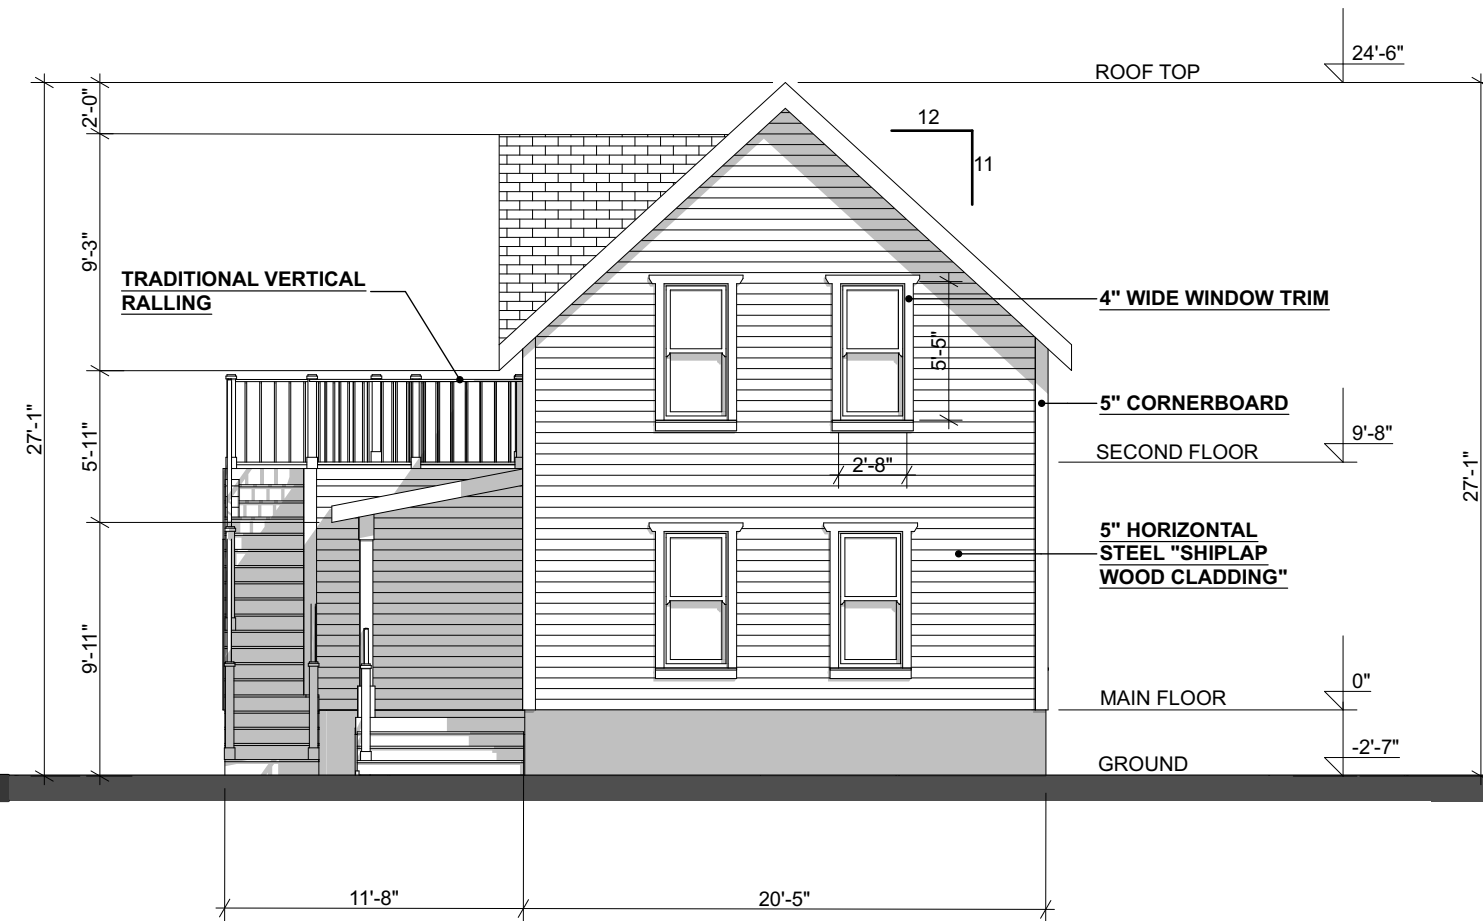 24'-6"
ROOF TOP
2'-0"
12
11
9'-3"
TRADITIONAL VERTICAL
RALLING
4" WIDE WINDOW TRIM
5'-5"
5" CORNERBOARD
27'-1"
5'-11"
9'-8"
SECOND FLOOR
2'-8"
27'-1"
5" HORIZONTAL
STEEL "SHIPLAP
WOOD CLADDING"
9'-11"
0"
MAIN FLOOR
-2'-7"
GROUND
11'-8"
20'-5"